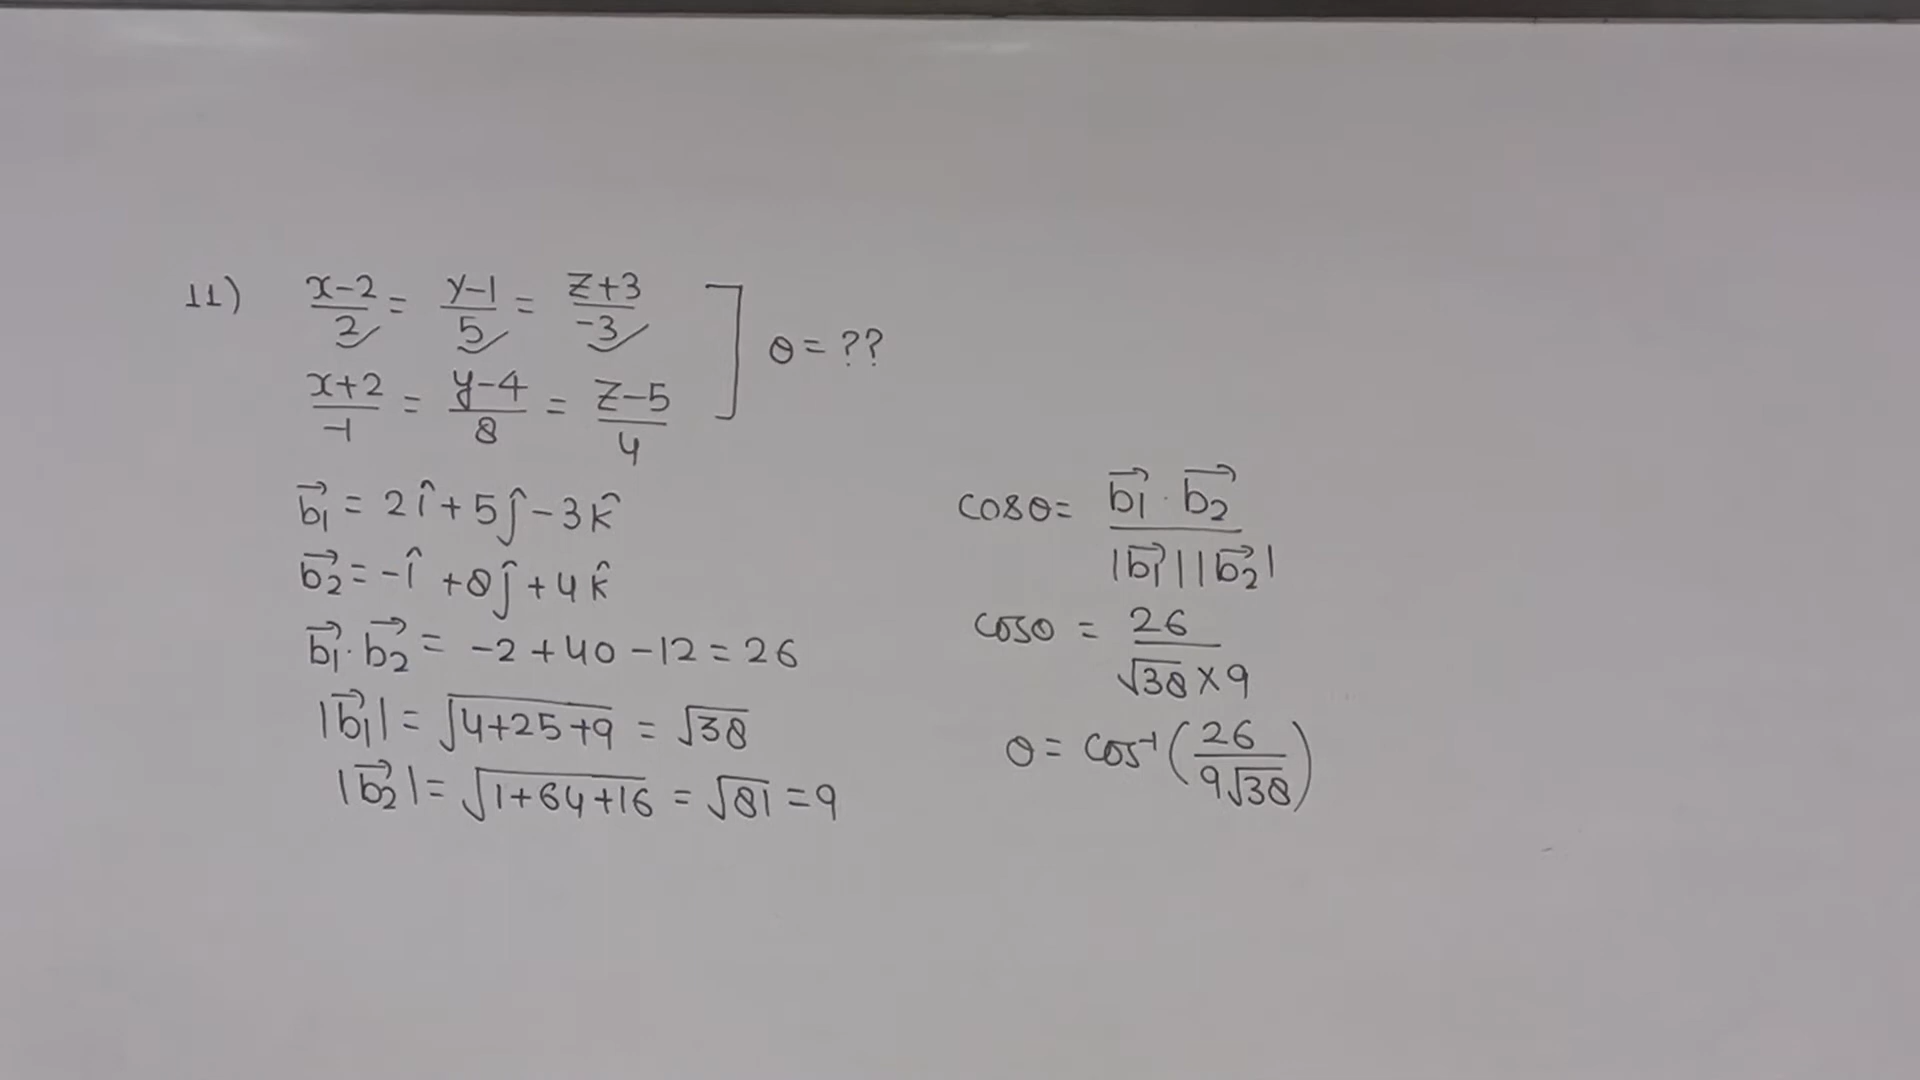 11) x-2/2 = y-1/5 = z+3/-3
x+2/-1 = y-4/8 = z-5/4
] θ = ??
b₁⃗ = 2î + 5ĵ - 3k̂
b₂⃗ = -î + 8ĵ + 4k̂
b₁⃗ . b₂⃗ = -2 + 40 - 12 = 26
|b₁⃗| = √4+25+9 = √38
|b₂⃗| = √1+64+16 = √81 = 9
cosθ = b₁⃗ . b₂⃗ / |b₁⃗| |b₂⃗|
cosθ = 26 / √38 × 9
θ = cos⁻¹ (26 / 9√38)